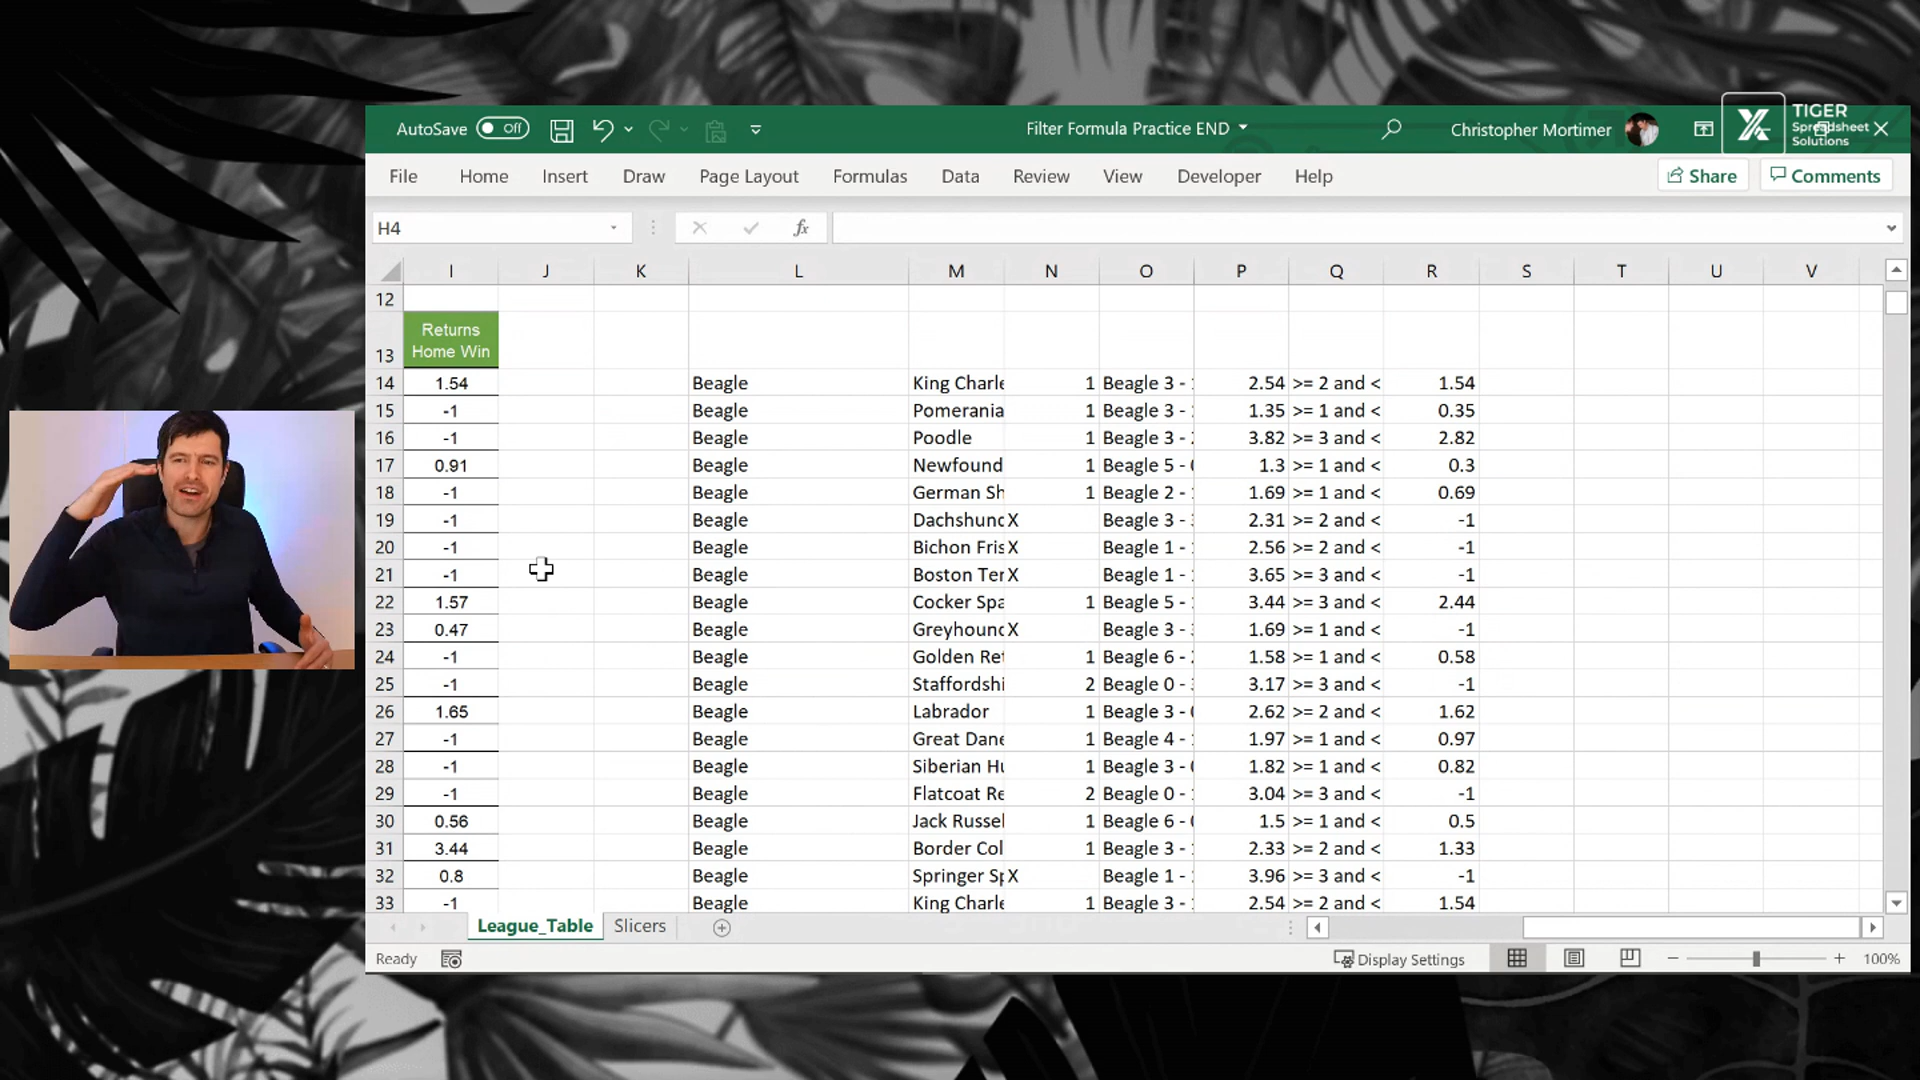 TIGER
Spreadsheet
Solutions
AutoSave Off Filter Formula Practice END Christopher Mortimer
File Home Insert Draw Page Layout Formulas Data Review View Developer Help Share Comments
H4 fx
I J K L M N O P Q R S T U V
12
13 Returns
Home Win
14 1.54 Beagle King Charle 1 Beagle 3 - 2.54 >= 2 and < 1.54
15 -1 Beagle Pomerania 1 Beagle 3 - 1.35 >= 1 and < 0.35
16 -1 Beagle Poodle 1 Beagle 3 - 3.82 >= 3 and < 2.82
17 0.91 Beagle Newfound 1 Beagle 5 - 1.3 >= 1 and < 0.3
18 -1 Beagle German Sh 1 Beagle 2 - 1.69 >= 1 and < 0.69
19 -1 Beagle Dachshund X Beagle 3 - 2.31 >= 2 and < -1
20 -1 Beagle Bichon Fris X Beagle 1 - 2.56 >= 2 and < -1
21 -1 Beagle Boston Ter X Beagle 1 - 3.65 >= 3 and < -1
22 1.57 Beagle Cocker Spa 1 Beagle 5 - 3.44 >= 3 and < 2.44
23 0.47 Beagle Greyhound X Beagle 3 - 1.69 >= 1 and < -1
24 -1 Beagle Golden Ret 1 Beagle 6 - 1.58 >= 1 and < 0.58
25 -1 Beagle Staffordshi 2 Beagle 0 - 3.17 >= 3 and < -1
26 1.65 Beagle Labrador 1 Beagle 3 - 2.62 >= 2 and < 1.62
27 -1 Beagle Great Dane 1 Beagle 4 - 1.97 >= 1 and < 0.97
28 -1 Beagle Siberian Hu 1 Beagle 3 - 1.82 >= 1 and < 0.82
29 -1 Beagle Flatcoat Re 2 Beagle 0 - 3.04 >= 3 and < -1
30 0.56 Beagle Jack Russel 1 Beagle 6 - 1.5 >= 1 and < 0.5
31 3.44 Beagle Border Col 1 Beagle 3 - 2.33 >= 2 and < 1.33
32 0.8 Beagle Springer Sp X Beagle 1 - 3.96 >= 3 and < -1
33 -1 Beagle King Charle 1 Beagle 3 - 2.54 >= 2 and < 1.54
League_Table Slicers
Ready Display Settings 100%